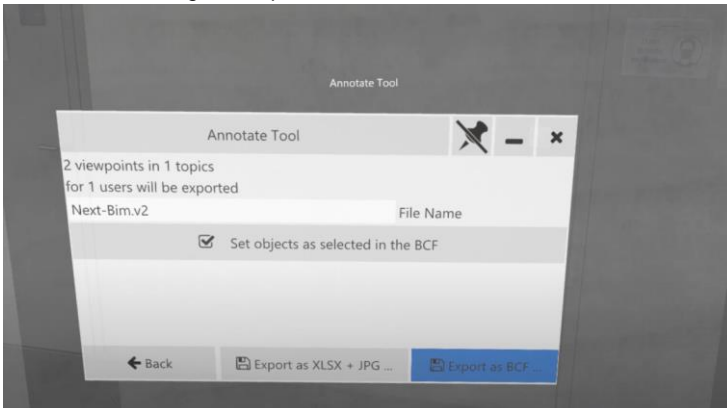 Annotate Tool
Annotate Tool
2 viewpoints in 1 topics
for 1 users will be exported
Next-Bim.v2 File Name
Set objects as selected in the BCF
Back Export as XLSX + JPG ... Export as BCF ...